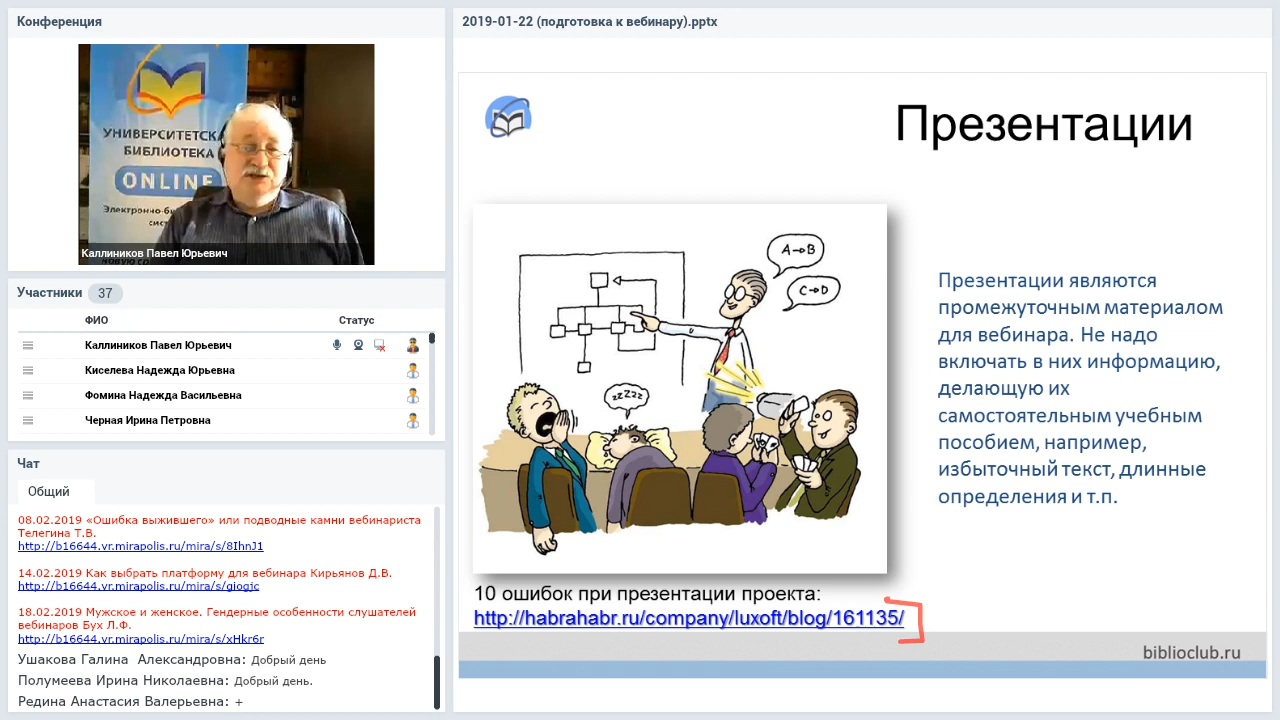 Конференция
УНИВЕРСИТЕТСКА
БИБЛИОТЕКА
ONLINE
Каллиников Павел Юрьевич
Участники 37
ФИО Статус
Каллиников Павел Юрьевич
Киселева Надежда Юрьевна
Фомина Надежда Васильевна
Черная Ирина Петровна
Чат
Общий
08.02.2019 «Ошибка выжившего» или подводные камни вебинариста
Телегина Т.В.
http://b16644.vr.mirapolis.ru/mira/s/8IhnJ1
14.02.2019 Как выбрать платформу для вебинара Кирьянов Д.В.
http://b16644.vr.mirapolis.ru/mira/s/giogjc
18.02.2019 Мужское и женское. Гендерные особенности слушателей
вебинаров Бух Л.Ф.
http://b16644.vr.mirapolis.ru/mira/s/xHkr6r
Ушакова Галина Александровна: Добрый день
Полумеева Ирина Николаевна: Добрый день.
Редина Анастасия Валерьевна: +
2019-01-22 (подготовка к вебинару).pptx
Презентации
A→B
C→D
zZZZz
Презентации являются
промежуточным материалом
для вебинара. Не надо
включать в них информацию,
делающую их
самостоятельным учебным
пособием, например,
избыточный текст, длинные
определения и т.п.
10 ошибок при презентации проекта:
http://habrahabr.ru/company/luxoft/blog/161135/
biblioclub.ru